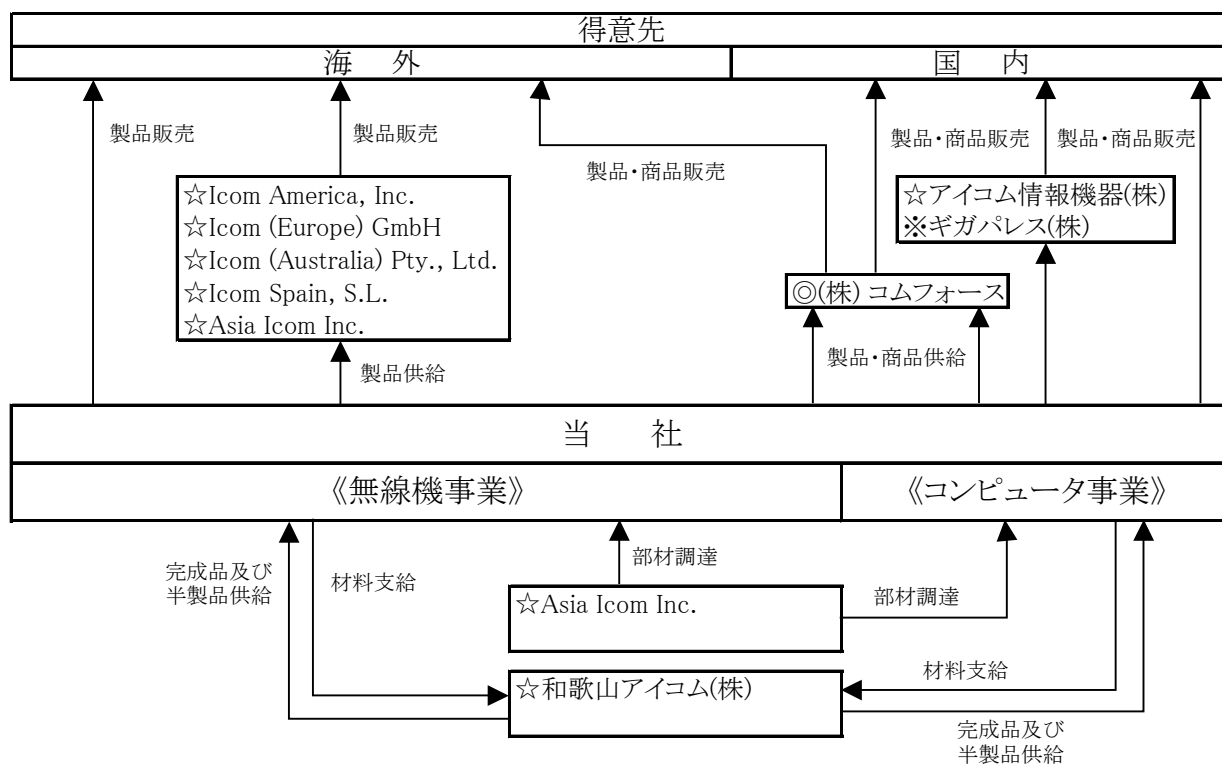 得意先
海 外
国 内
製品販売
製品販売
製品・商品販売
製品・商品販売
製品・商品販売
☆Icom America, Inc.
☆Icom (Europe) GmbH
☆Icom (Australia) Pty., Ltd.
☆Icom Spain, S.L.
☆Asia Icom Inc.
☆アイコム情報機器(株)
※ギガパレス(株)
◎(株) コムフォース
製品供給
製品・商品供給
当 社
《無線機事業》
《コンピュータ事業》
完成品及び
半製品供給
材料支給
部材調達
☆Asia Icom Inc.
部材調達
☆和歌山アイコム(株)
材料支給
完成品及び
半製品供給